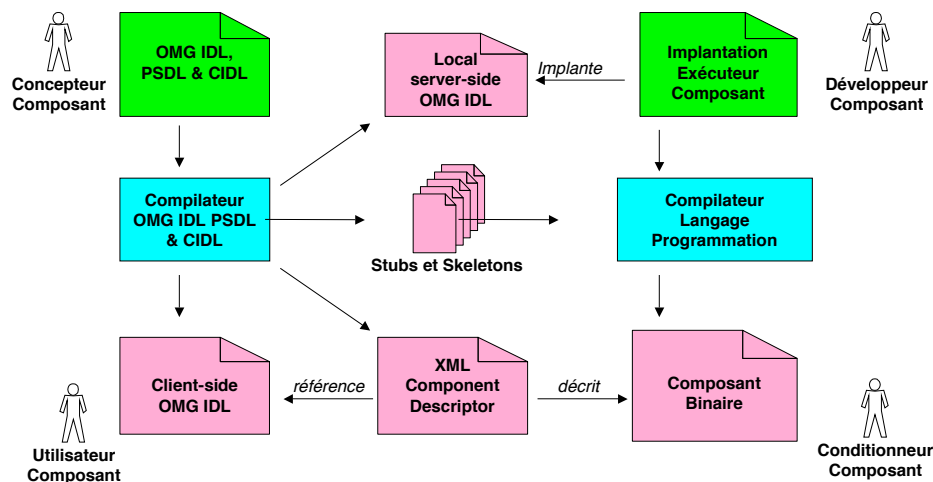 Concepteur
Composant
OMG IDL,
PSDL & CIDL
Local
server-side
OMG IDL
Implante
Implantation
Exécuteur
Composant
Développeur
Composant
Compilateur
OMG IDL PSDL
& CIDL
Stubs et Skeletons
Compilateur
Langage
Programmation
Utilisateur
Composant
Client-side
OMG IDL
référence
XML
Component
Descriptor
décrit
Composant
Binaire
Conditionneur
Composant